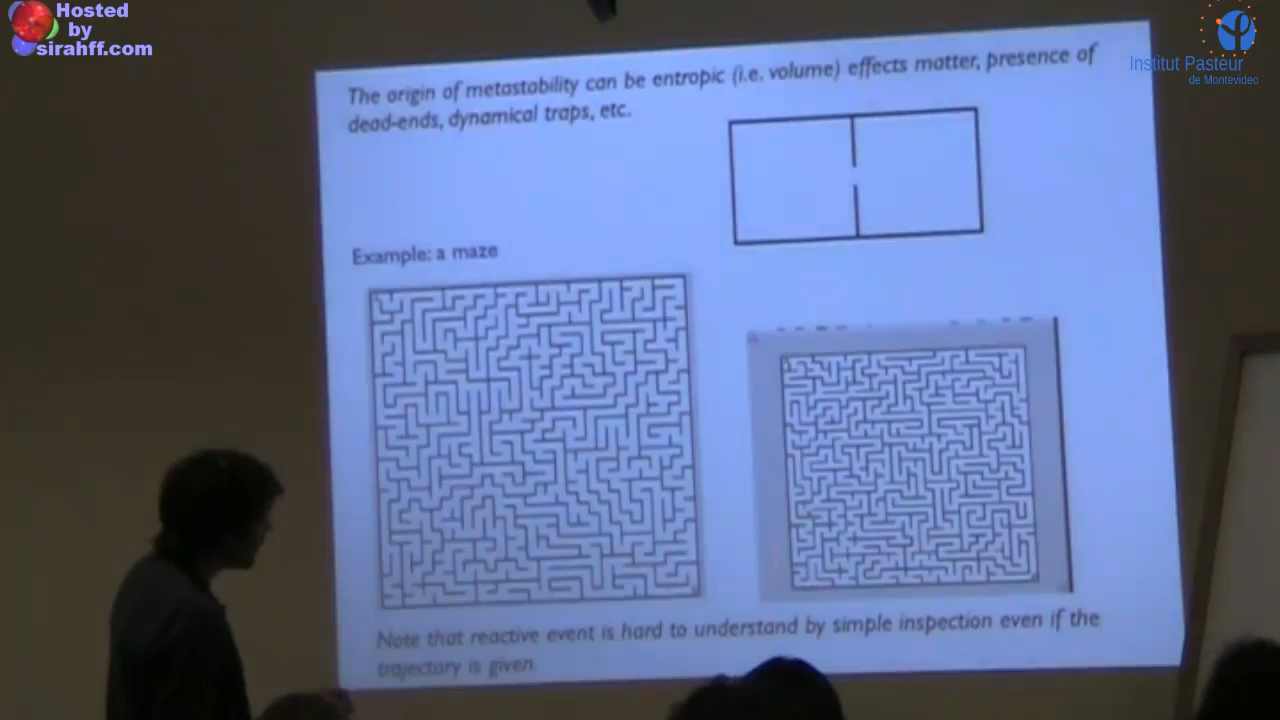 Hosted
by
sirahff.com
Institut Pasteur
de Montevideo
The origin of metastability can be entropic (i.e. volume) effects matter, presence of
dead-ends, dynamical traps, etc.
Example: a maze
Note that reactive event is hard to understand by simple inspection even if the
trajectory is given.